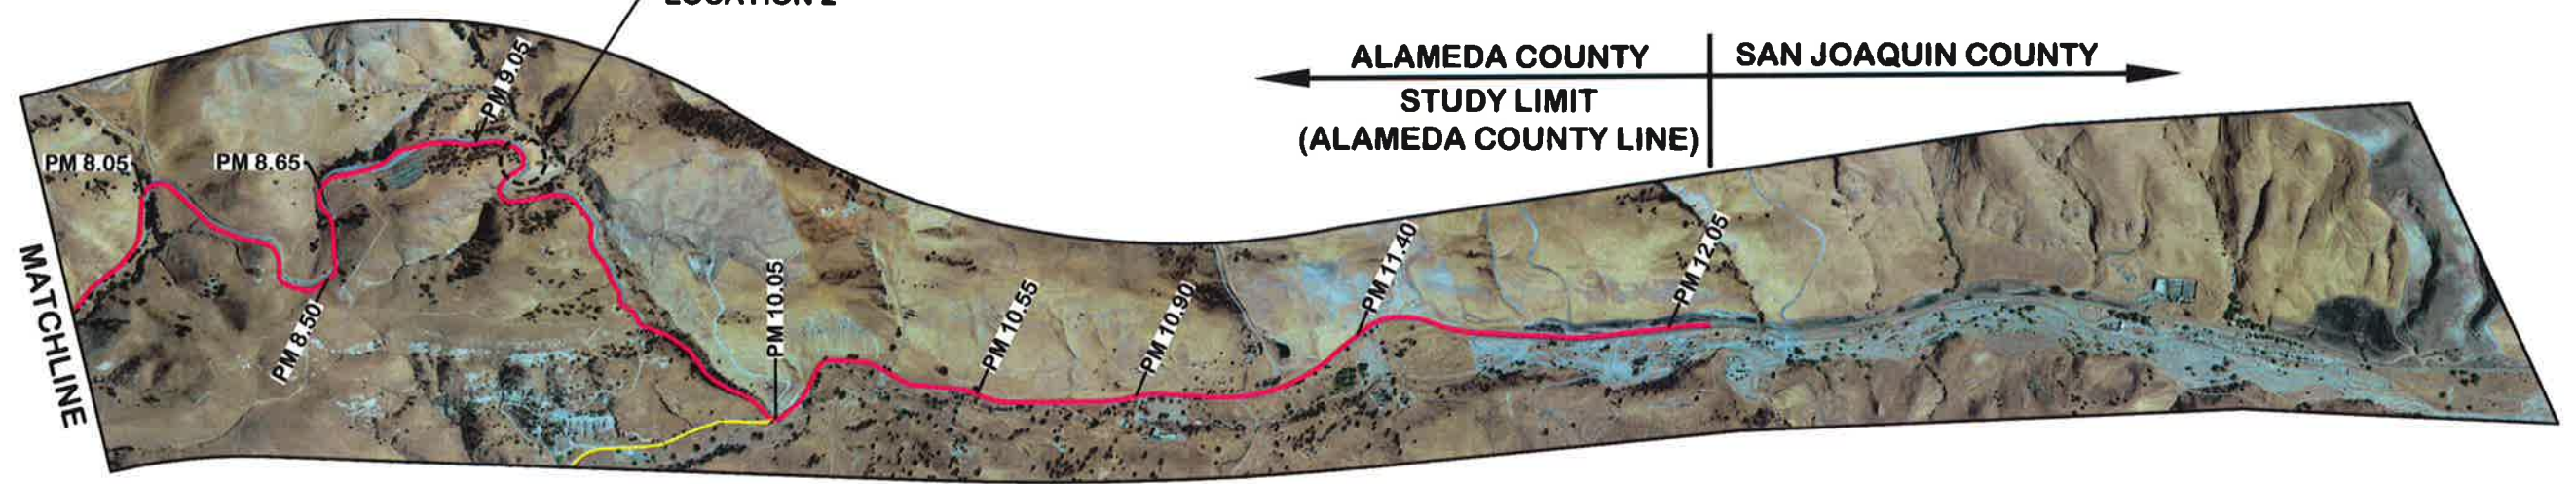 LOCATION 2
PM 9.05
ALAMEDA COUNTY
SAN JOAQUIN COUNTY
STUDY LIMIT
(ALAMEDA COUNTY LINE)
PM 8.05
PM 8.65
MATCHLINE
PM 8.50
PM 10.05
PM 10.55
PM 10.90
PM 11.40
PM 12.05